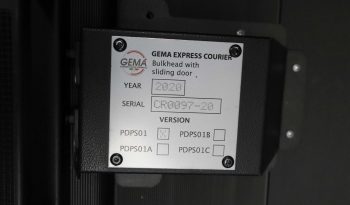 GEMA EXPRESS COURIER
GEMA
Bulkhead with
sliding door
YEAR 2020
SERIAL CR0097-20
VERSION
PDPS01 PDPS01B
PDPS01A PDPS01C